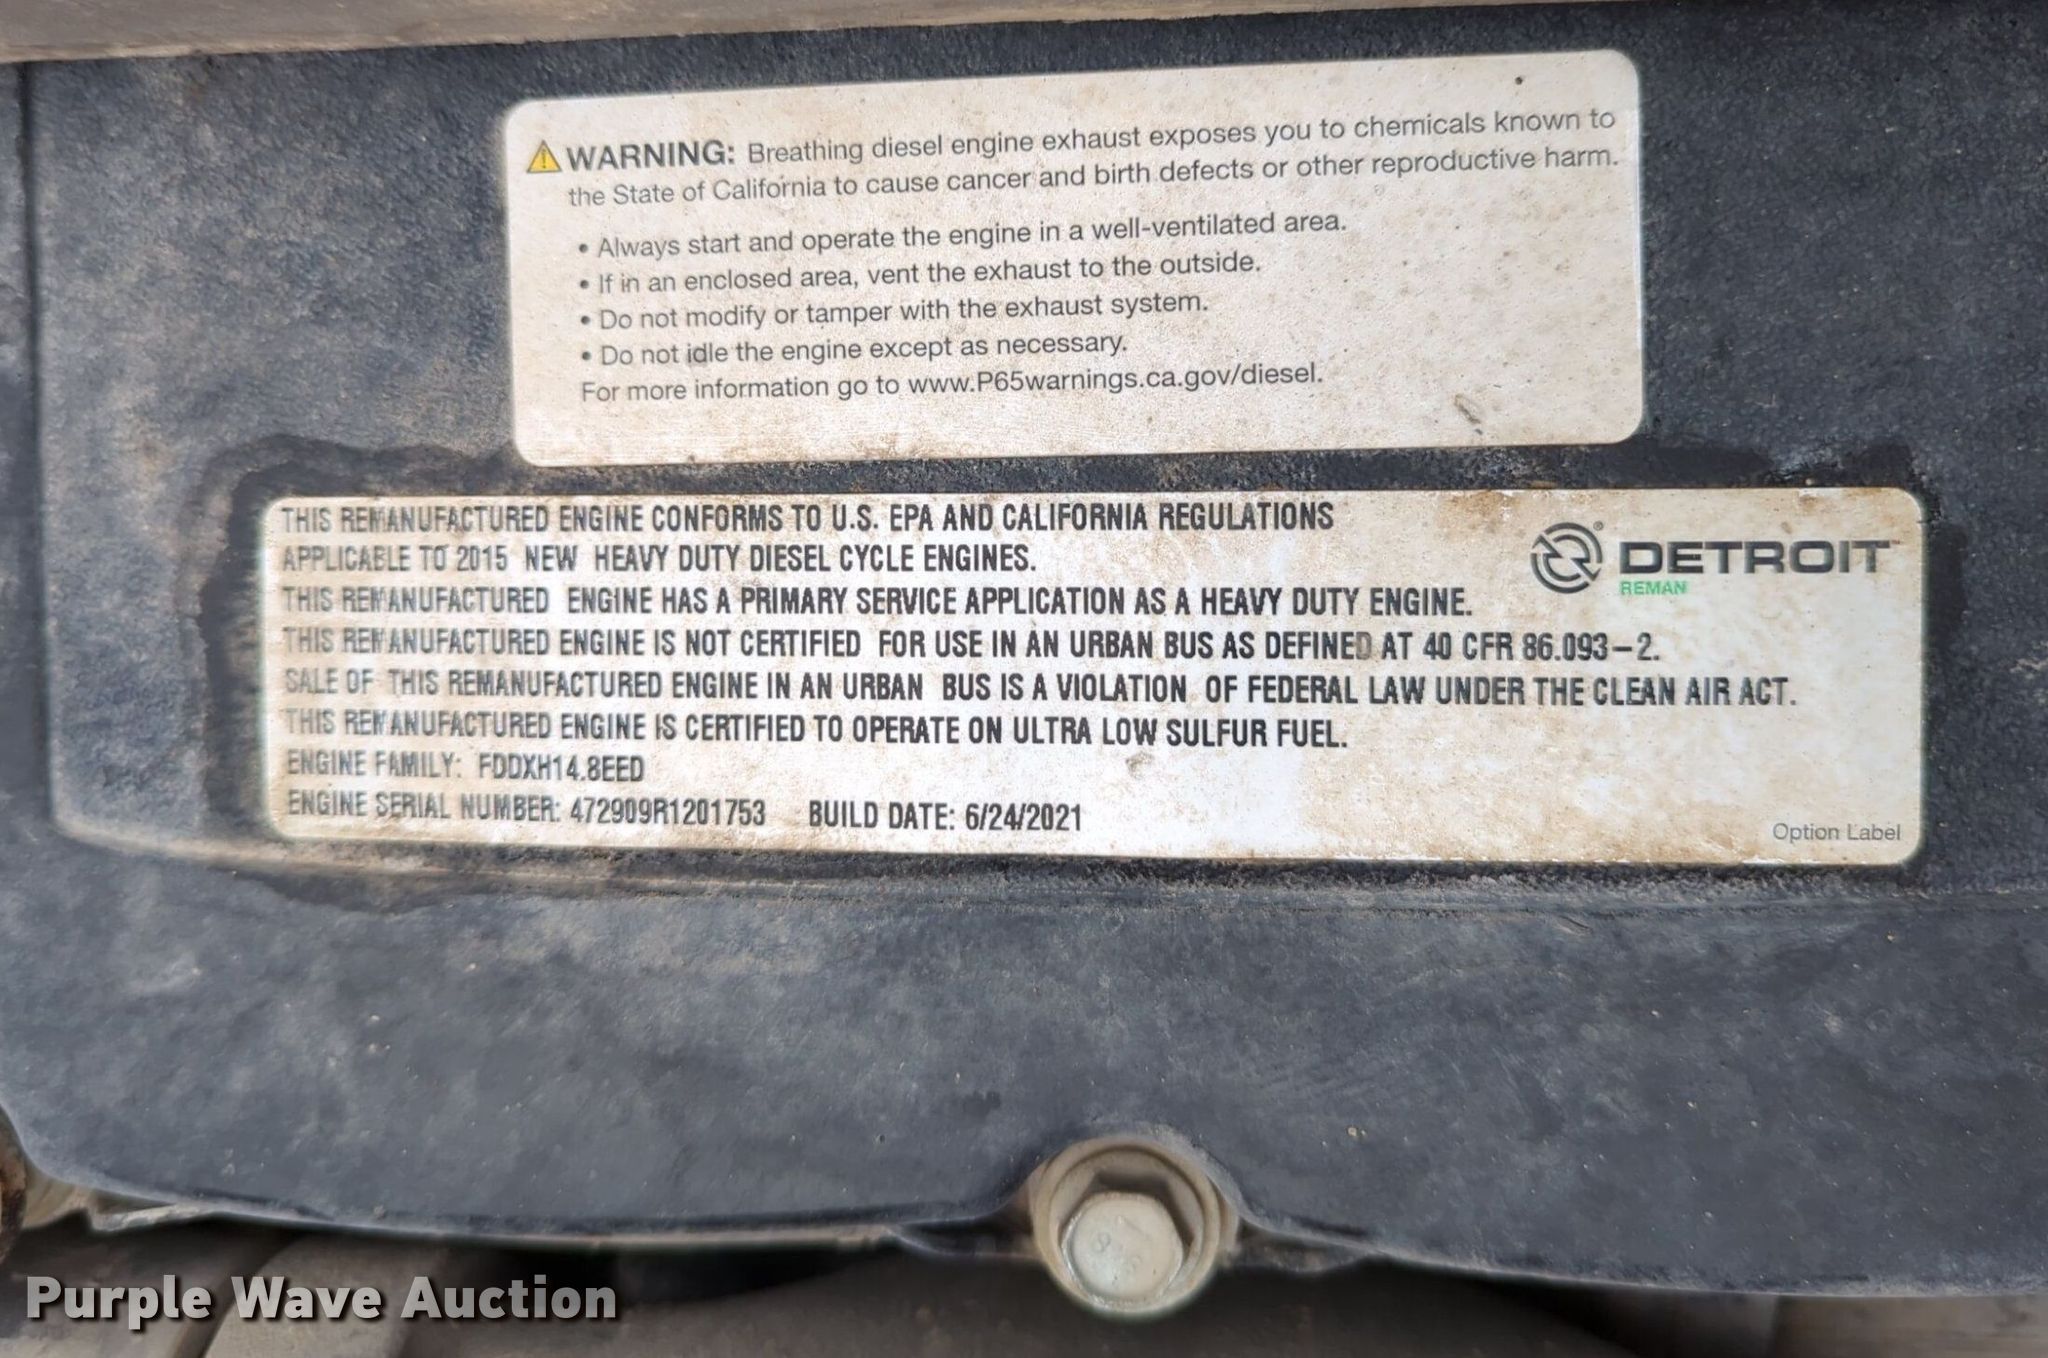 WARNING: Breathing diesel engine exhaust exposes you to chemicals known to
the State of California to cause cancer and birth defects or other reproductive harm.
• Always start and operate the engine in a well-ventilated area.
• If in an enclosed area, vent the exhaust to the outside.
• Do not modify or tamper with the exhaust system.
• Do not idle the engine except as necessary.
For more information go to www.P65warnings.ca.gov/diesel.
THIS REMANUFACTURED ENGINE CONFORMS TO U.S. EPA AND CALIFORNIA REGULATIONS
APPLICABLE TO 2015 NEW HEAVY DUTY DIESEL CYCLE ENGINES.
THIS REMANUFACTURED ENGINE HAS A PRIMARY SERVICE APPLICATION AS A HEAVY DUTY ENGINE.
THIS REMANUFACTURED ENGINE IS NOT CERTIFIED FOR USE IN AN URBAN BUS AS DEFINED AT 40 CFR 86.093-2.
SALE OF THIS REMANUFACTURED ENGINE IN AN URBAN BUS IS A VIOLATION OF FEDERAL LAW UNDER THE CLEAN AIR ACT.
THIS REMANUFACTURED ENGINE IS CERTIFIED TO OPERATE ON ULTRA LOW SULFUR FUEL.
ENGINE FAMILY: FDDXH14.8EED
ENGINE SERIAL NUMBER: 472909R1201753 BUILD DATE: 6/24/2021
® DETROIT
REMAN
Option Label
Purple Wave Auction